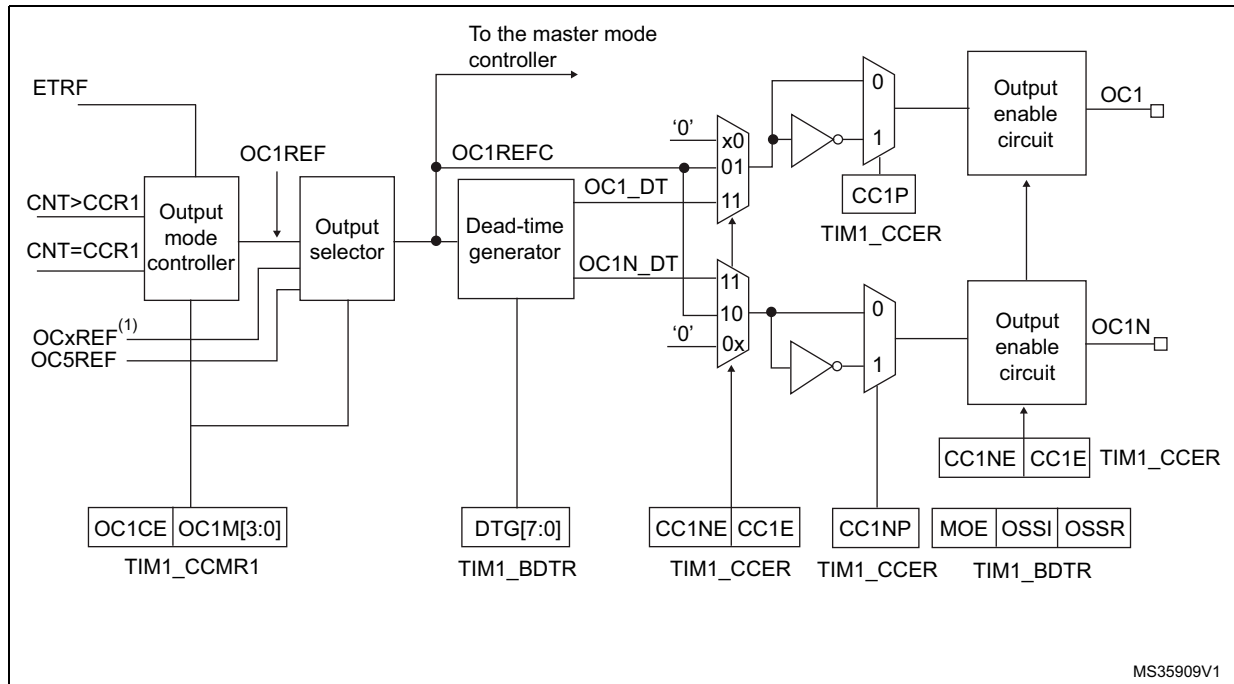 To the master mode
controller
ETRF
OC1REF
CNT>CCR1
CNT=CCR1
Output
mode
controller
Output
selector
OCxREF(1)
OC5REF
OC1REFC
Dead-time
generator
OC1_DT
OC1N_DT
'0'
x0
01
11
11
10
0x
'0'
0
1
CC1P
TIM1_CCER
0
1
Output
enable
circuit
OC1
Output
enable
circuit
OC1N
CC1NE CC1E TIM1_CCER
OC1CE OC1M[3:0]
TIM1_CCMR1
DTG[7:0]
TIM1_BDTR
CC1NE CC1E
TIM1_CCER
CC1NP
TIM1_CCER
MOE OSSI OSSR
TIM1_BDTR
MS35909V1